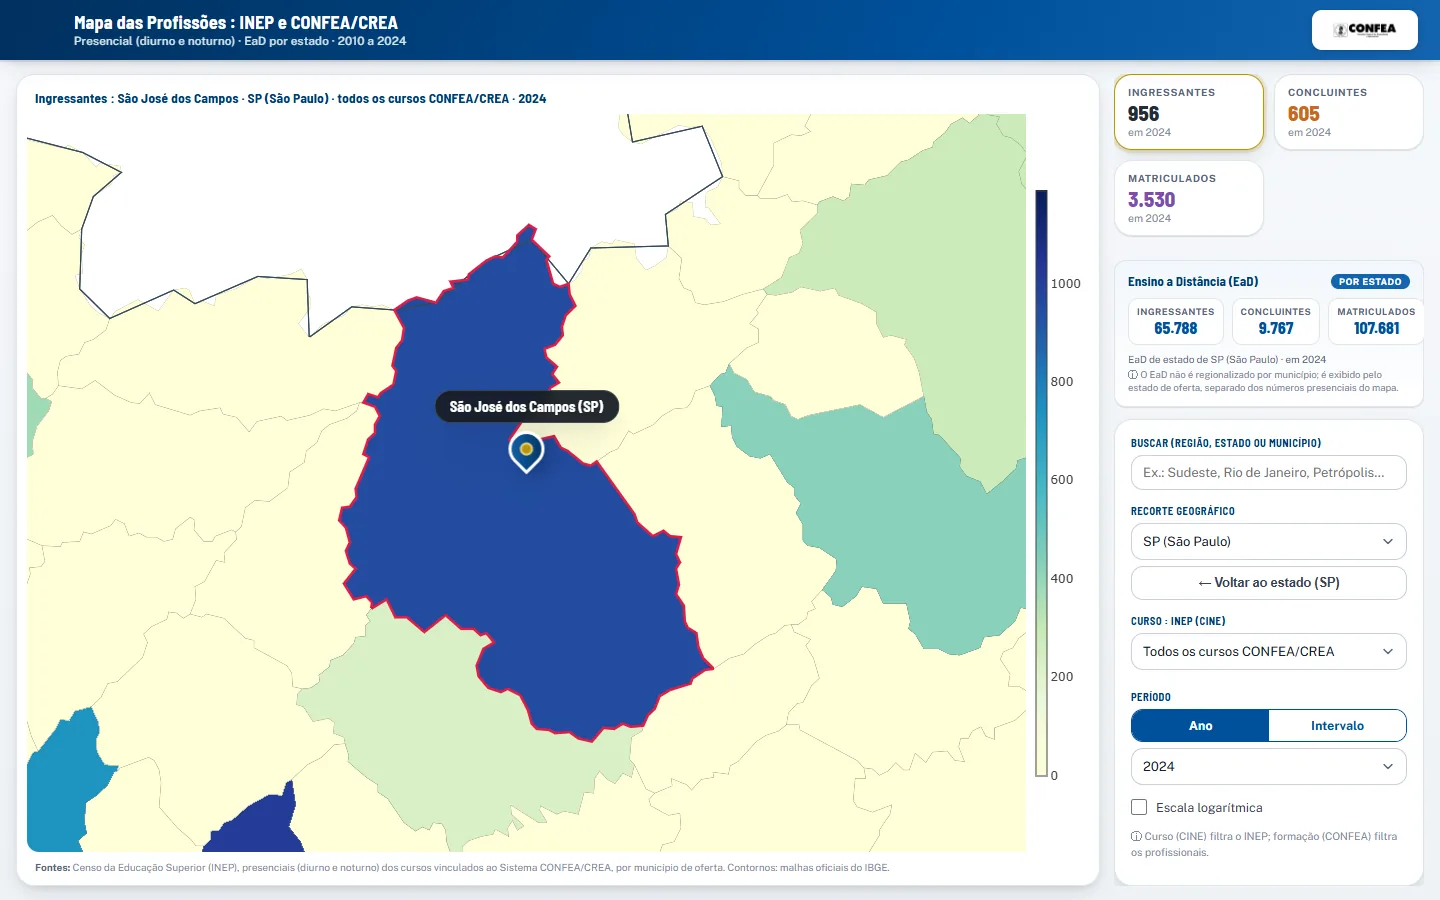 Mapa das Profissões : INEP e CONFEA/CREA
Presencial (diurno e noturno) · EaD por estado · 2010 a 2024
CONFEA
Ingressantes : São José dos Campos · SP (São Paulo) · todos os cursos CONFEA/CREA · 2024
São José dos Campos (SP)
1000
800
600
400
200
0
Fontes: Censo da Educação Superior (INEP), presenciais (diurno e noturno) dos cursos vinculados ao Sistema CONFEA/CREA, por município de oferta. Contornos: malhas oficiais do IBGE.
INGRESSANTES
956
em 2024
CONCLUINTES
605
em 2024
MATRICULADOS
3.530
em 2024
Ensino a Distância (EaD)
POR ESTADO
INGRESSANTES
65.788
CONCLUINTES
9.767
MATRICULADOS
107.681
EaD de estado de SP (São Paulo) · em 2024
ⓘ O EaD não é regionalizado por município; é exibido pelo
estado de oferta, separado dos números presenciais do mapa.
BUSCAR (REGIÃO, ESTADO OU MUNICÍPIO)
Ex.: Sudeste, Rio de Janeiro, Petrópolis...
RECORTE GEOGRÁFICO
SP (São Paulo)
← Voltar ao estado (SP)
CURSO : INEP (CINE)
Todos os cursos CONFEA/CREA
PERÍODO
Ano
Intervalo
2024
Escala logarítmica
ⓘ Curso (CINE) filtra o INEP; formação (CONFEA) filtra
os profissionais.